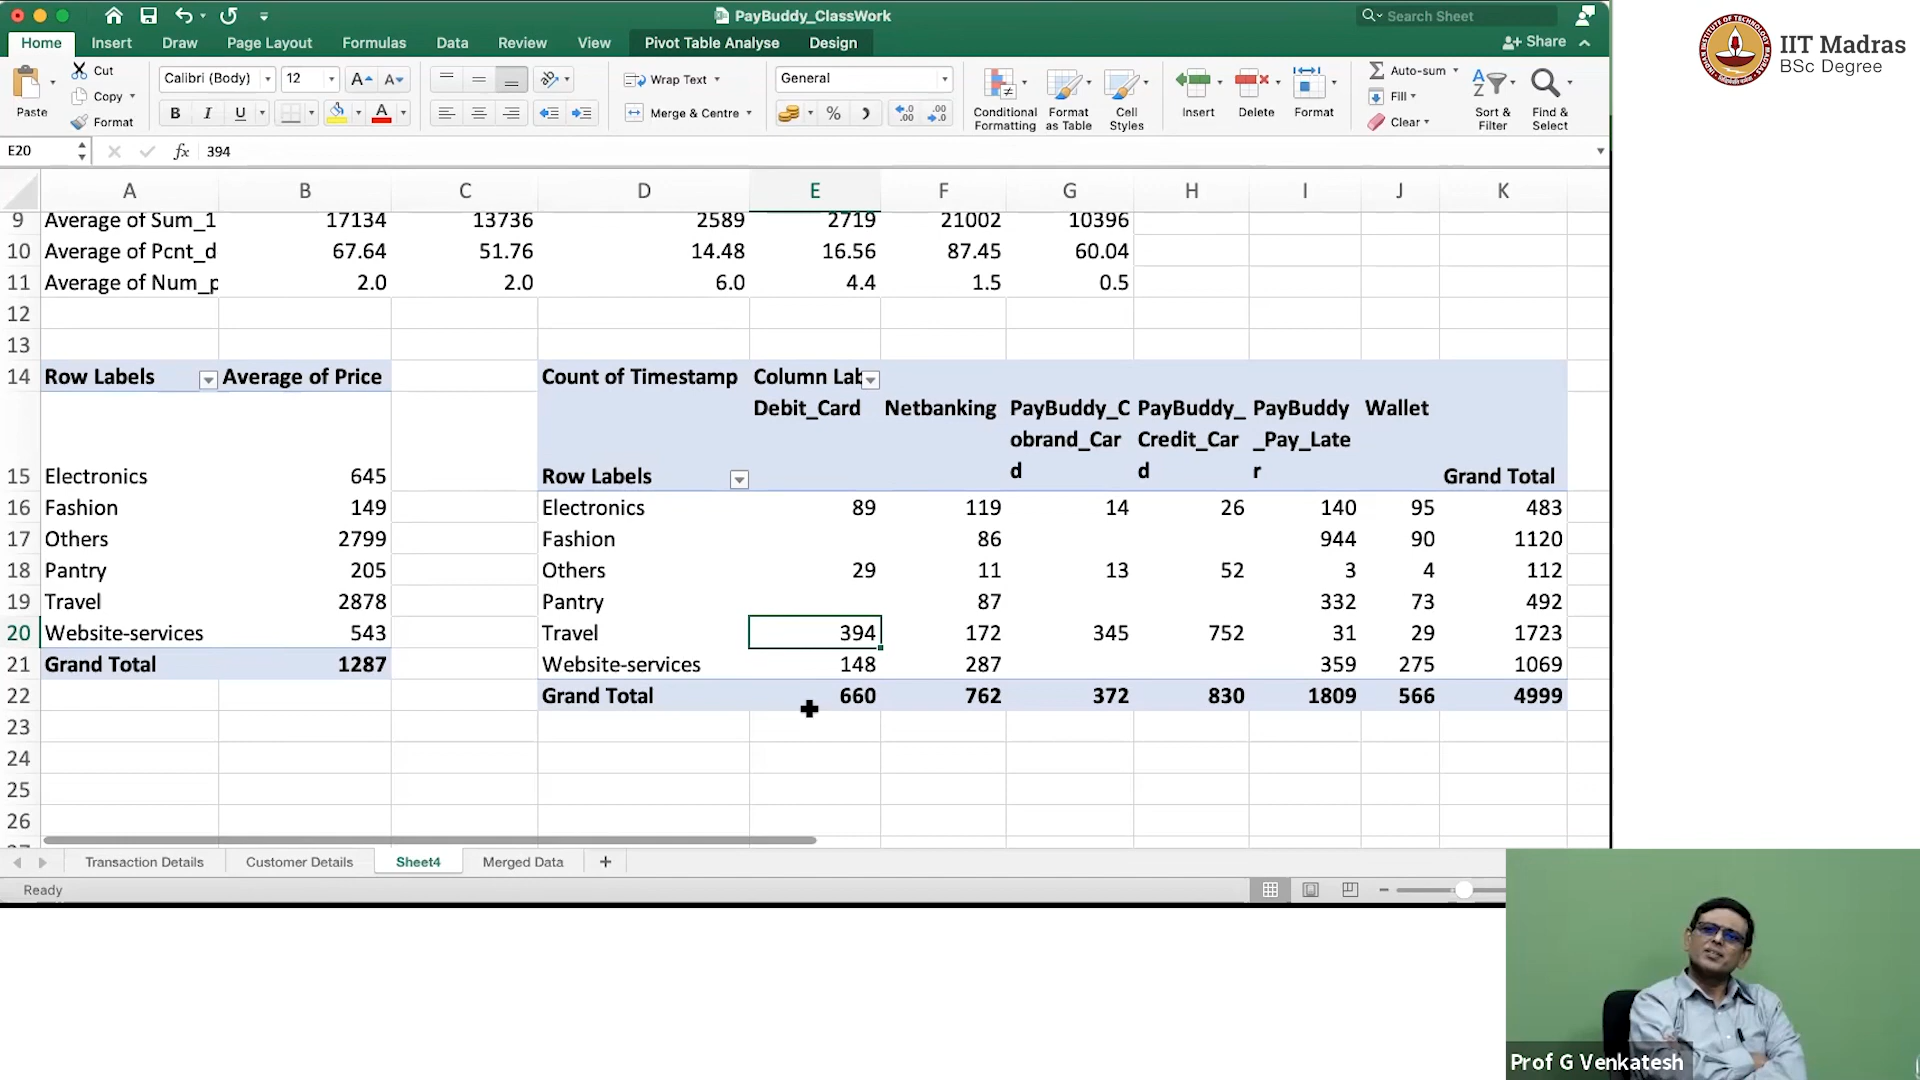 PayBuddy_ClassWork
Search Sheet
IIT Madras
BSc Degree
Home Insert Draw Page Layout Formulas Data Review View Pivot Table Analyse Design
Share
Paste Cut Copy Format
Calibri (Body) 12
B I U
Wrap Text
Merge & Centre
General
Conditional Formatting
Format as Table
Cell Styles
Insert Delete Format
Auto-sum
Fill
Clear
Sort & Filter
Find & Select
E20 fx 394
A B C D E F G H I J K
9 Average of Sum_1 17134 13736 2589 2719 21002 10396
10 Average of Pcnt_d 67.64 51.76 14.48 16.56 87.45 60.04
11 Average of Num_p 2.0 2.0 6.0 4.4 1.5 0.5
12
13
14 Row Labels Average of Price Count of Timestamp Column Lab
Debit_Card Netbanking PayBuddy_C PayBuddy_ PayBuddy Wallet
obrand_Car Credit_Car _Pay_Late
15 Electronics 645 Row Labels d d r Grand Total
16 Fashion 149 Electronics 89 119 14 26 140 95 483
17 Others 2799 Fashion 86 944 90 1120
18 Pantry 205 Others 29 11 13 52 3 4 112
19 Travel 2878 Pantry 87 332 73 492
20 Website-services 543 Travel 394 172 345 752 31 29 1723
21 Grand Total 1287 Website-services 148 287 359 275 1069
22 Grand Total 660 762 372 830 1809 566 4999
23
24
25
26
Transaction Details Customer Details Sheet4 Merged Data
Ready
Prof G Venkatesh